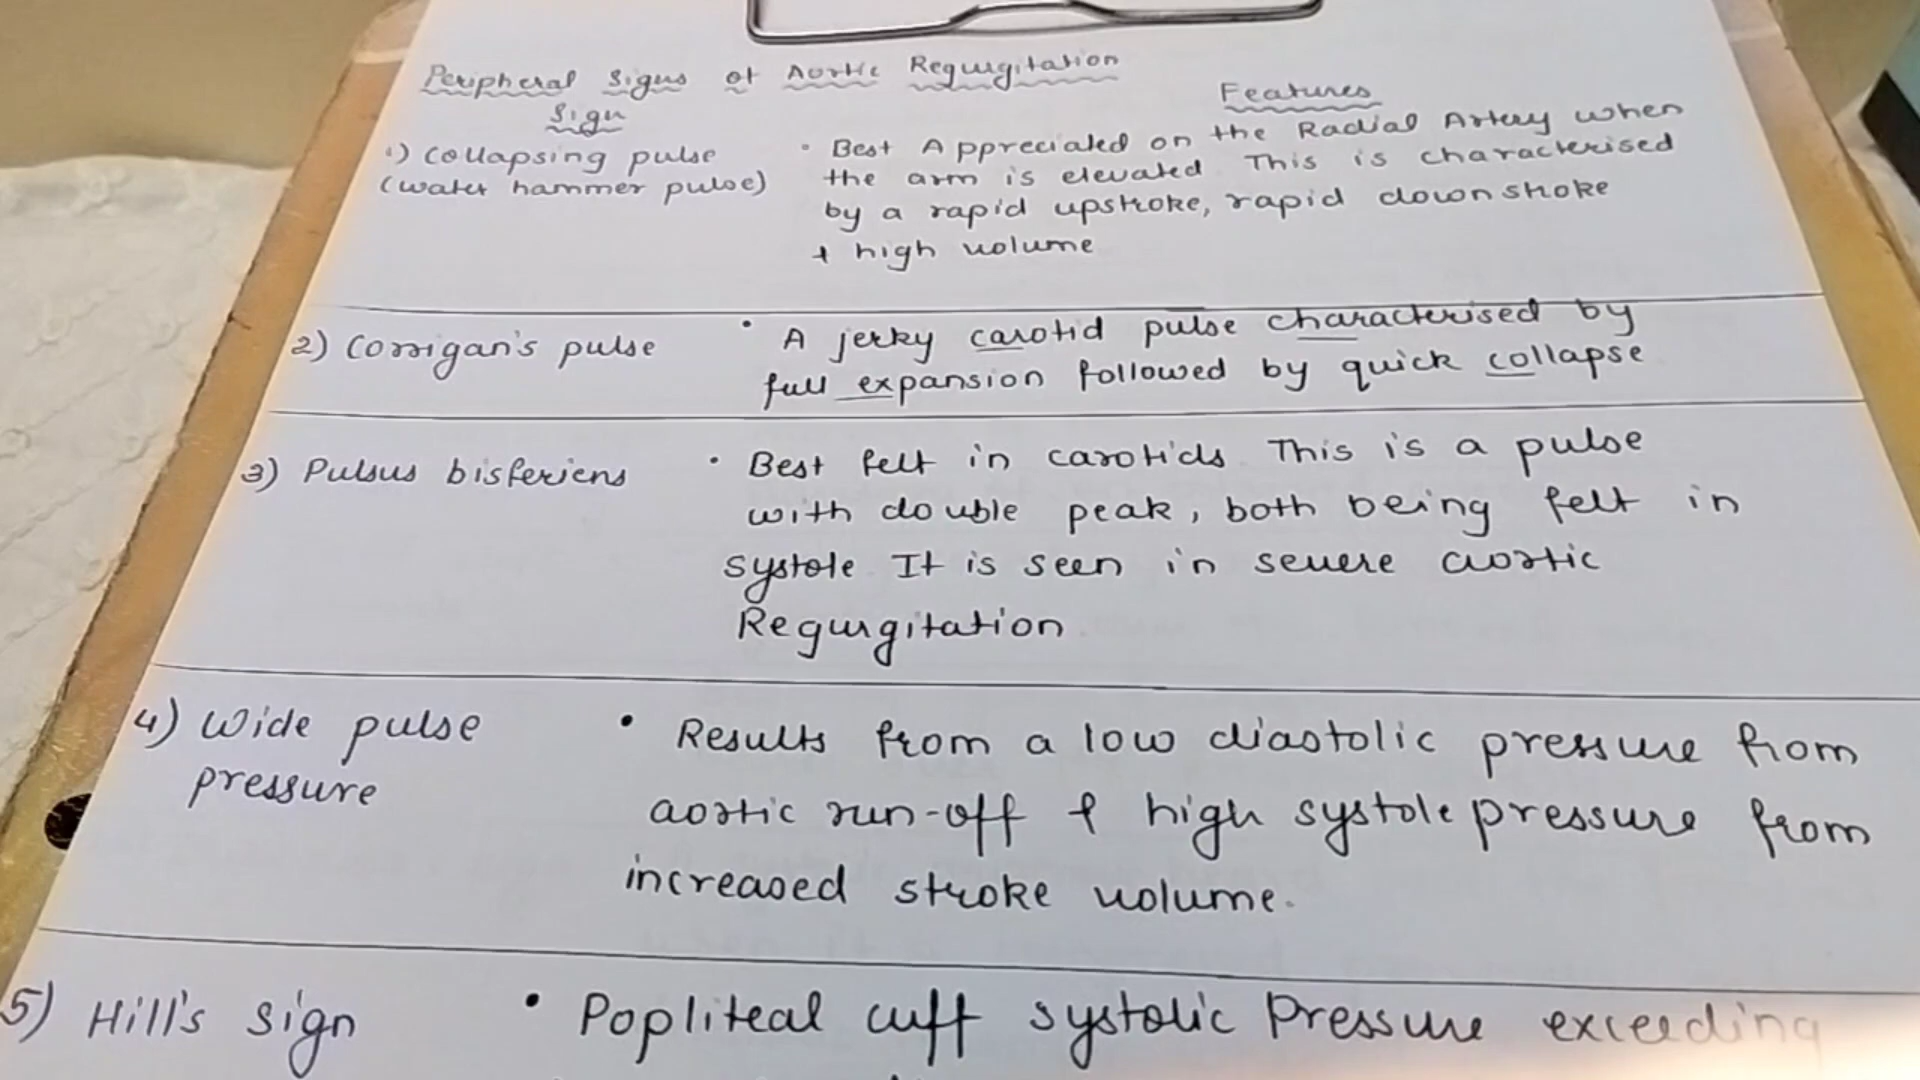 Peripheral Signs of Aortic Regurgitation
Sign
Features
1) Collapsing pulse
(water hammer pulse)
• Best Appreciated on the Radial Artery when
the arm is elevated This is characterised
by a rapid upstroke, rapid downstroke
+ high volume
2) Corrigan's pulse
• A jerky carotid pulse characterised by
full expansion followed by quick collapse
3) Pulsus bisferiens
• Best felt in carotids This is a pulse
with double peak, both being felt in
systole It is seen in severe aortic
Regurgitation
4) Wide pulse
pressure
• Results from a low diastolic pressure from
aortic run-off & high systole pressure from
increased stroke volume.
5) Hill's sign
• Popliteal cuff systolic Pressure exceeding